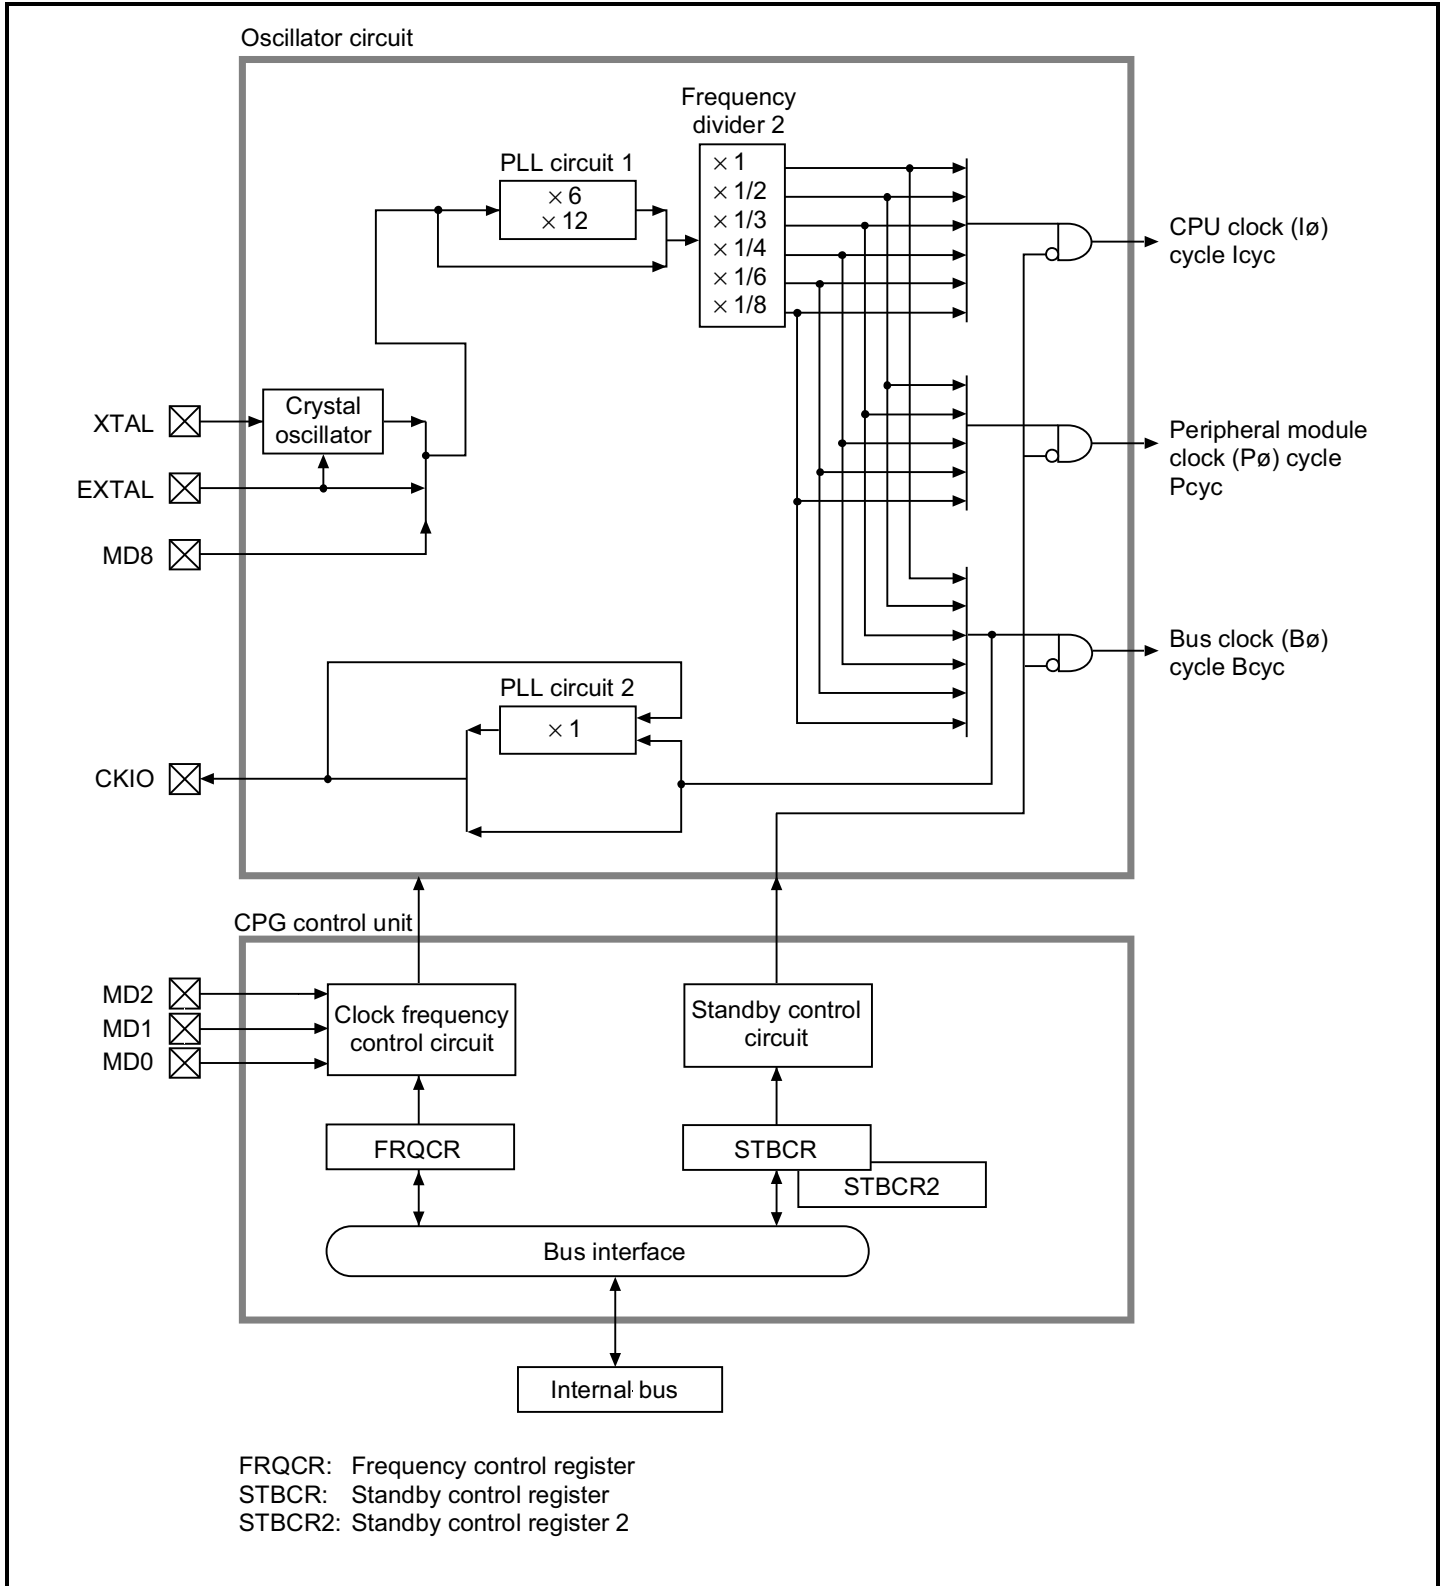 Oscillator circuit
Frequency
divider 2
PLL circuit 1
× 6
× 12
× 1
× 1/2
× 1/3
× 1/4
× 1/6
× 1/8
CPU clock (Iø)
cycle Icyc
XTAL
Crystal
oscillator
EXTAL
MD8
Peripheral module
clock (Pø) cycle
Pcyc
Bus clock (Bø)
cycle Bcyc
PLL circuit 2
× 1
CKIO
CPG control unit
MD2
MD1
MD0
Clock frequency
control circuit
Standby control
circuit
FRQCR
STBCR
STBCR2
Bus interface
Internal bus
FRQCR: Frequency control register
STBCR: Standby control register
STBCR2: Standby control register 2